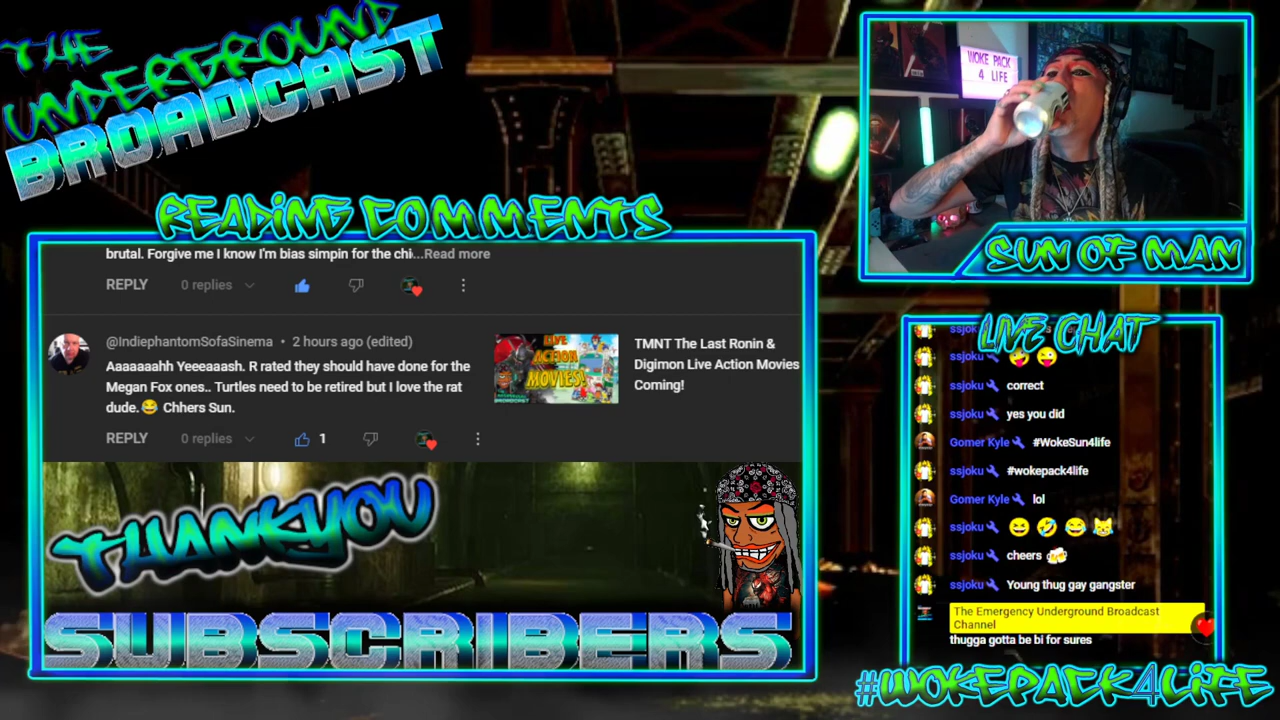 THE
UNDERGROUND
BROADCAST
READING COMMENTS
brutal. Forgive me I know I'm bias simpin for the chi...Read more
REPLY 0 replies
@IndiephantomSofaSinema • 2 hours ago (edited)
Aaaaaaahh Yeeeaaash. R rated they should have done for the
Megan Fox ones.. Turtles need to be retired but I love the rat
dude.😂 Chhers Sun.
REPLY 0 replies 1
LIVE
ACTION
MOVIES!
TMNT The Last Ronin &
Digimon Live Action Movies
Coming!
THANKYOU
SUBSCRIBERS
WOKE PACK
4 LIFE
SUN OF MAN
LIVE CHAT
ssjoku 🤪 😜
ssjoku correct
ssjoku yes you did
Gomer Kyle #WokeSun4life
ssjoku #wokepack4life
Gomer Kyle lol
ssjoku 😆 🤣 😂 😹
ssjoku cheers 🍻
ssjoku Young thug gay gangster
The Emergency Underground Broadcast
Channel
thugga gotta be bi for sures
#WOKEPACK4LIFE